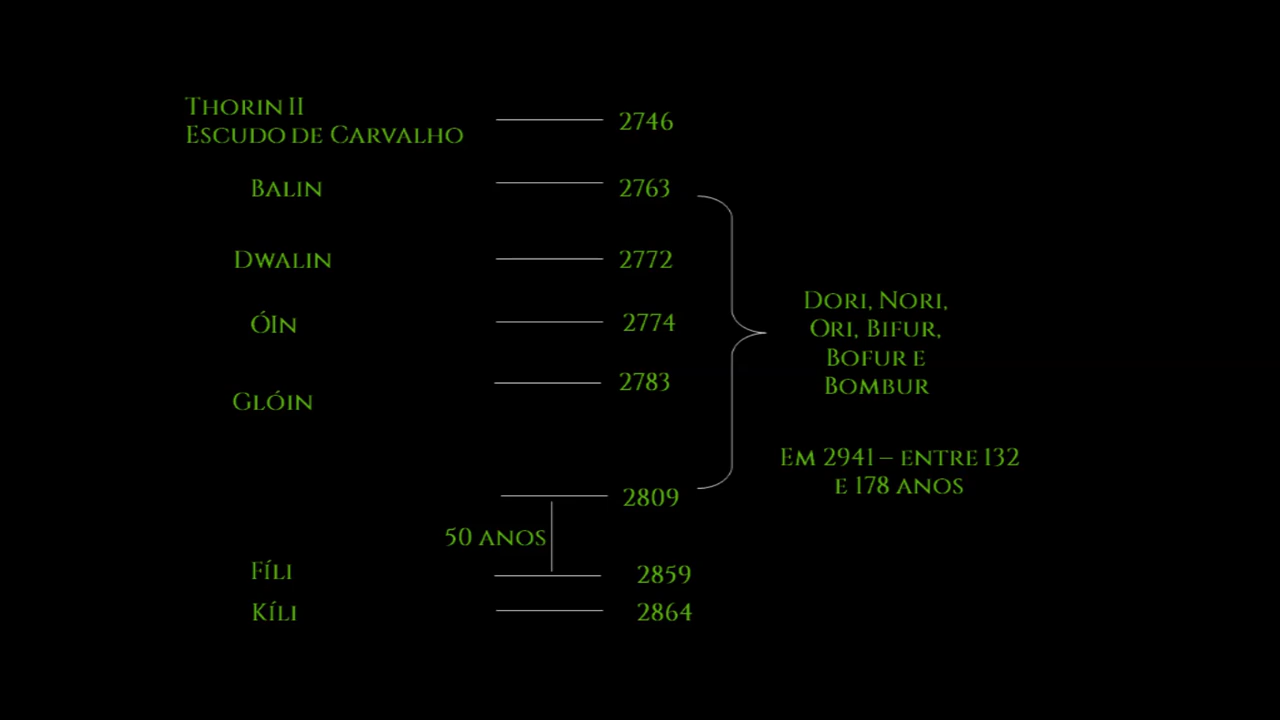 Thorin II
Escudo de Carvalho
2746
Balin
2763
Dwalin
2772
Óin
2774
Glóin
2783
Dori, Nori,
Ori, Bifur,
Bofur e
Bombur
Em 2941 – entre 132
e 178 anos
2809
50 anos
Fíli
2859
Kíli
2864